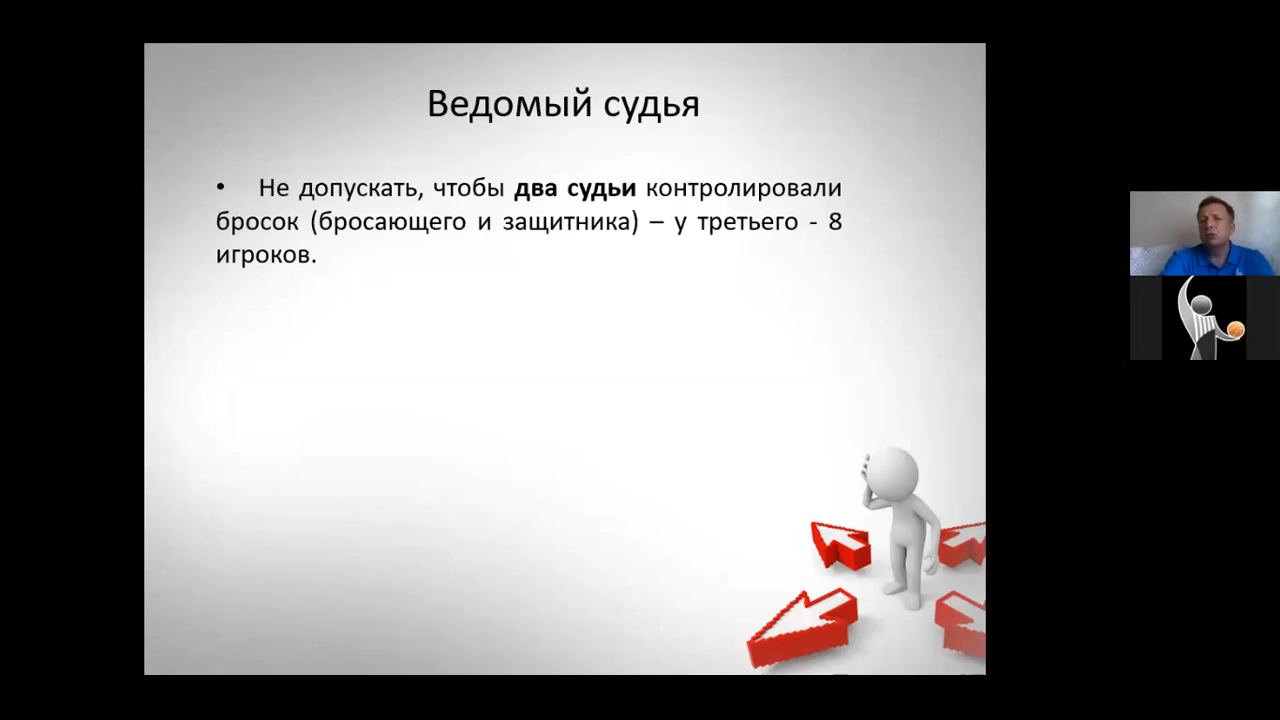 Ведомый судья
• Не допускать, чтобы два судьи контролировали
бросок (бросающего и защитника) – у третьего - 8
игроков.